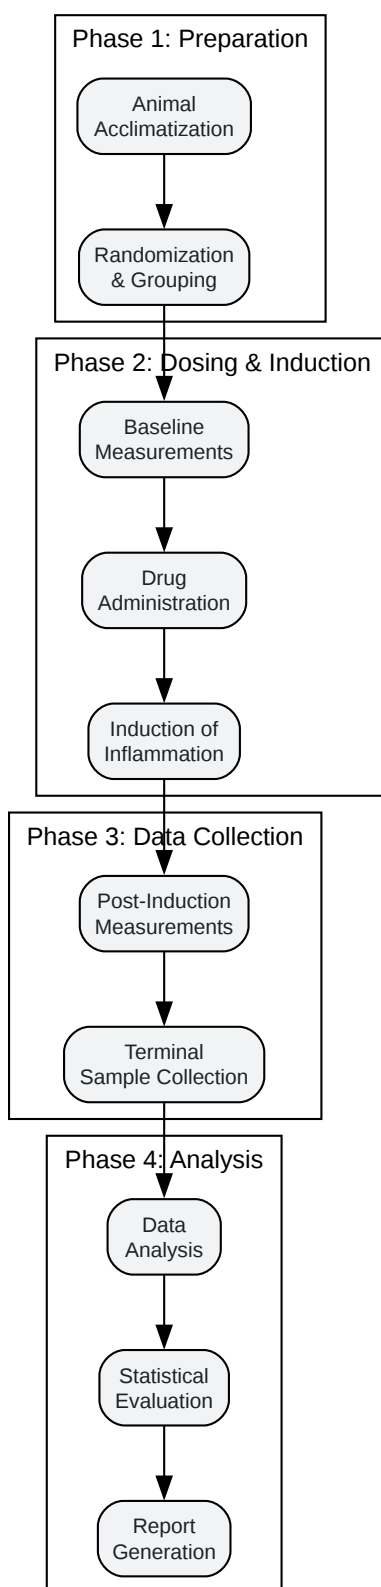 Phase 1: Preparation
Animal
Acclimatization
Randomization
& Grouping
Phase 2: Dosing & Induction
Baseline
Measurements
Drug
Administration
Induction of
Inflammation
Phase 3: Data Collection
Post-Induction
Measurements
Terminal
Sample Collection
Phase 4: Analysis
Data
Analysis
Statistical
Evaluation
Report
Generation